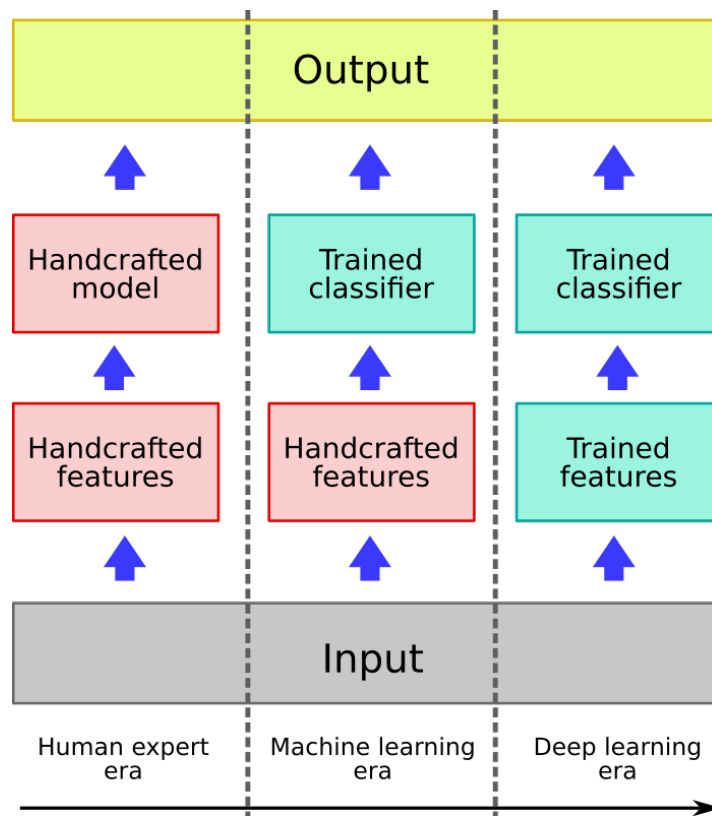 Output
Handcrafted
model
Trained
classifier
Trained
classifier
Handcrafted
features
Handcrafted
features
Trained
features
Input
Human expert
era
Machine learning
era
Deep learning
era